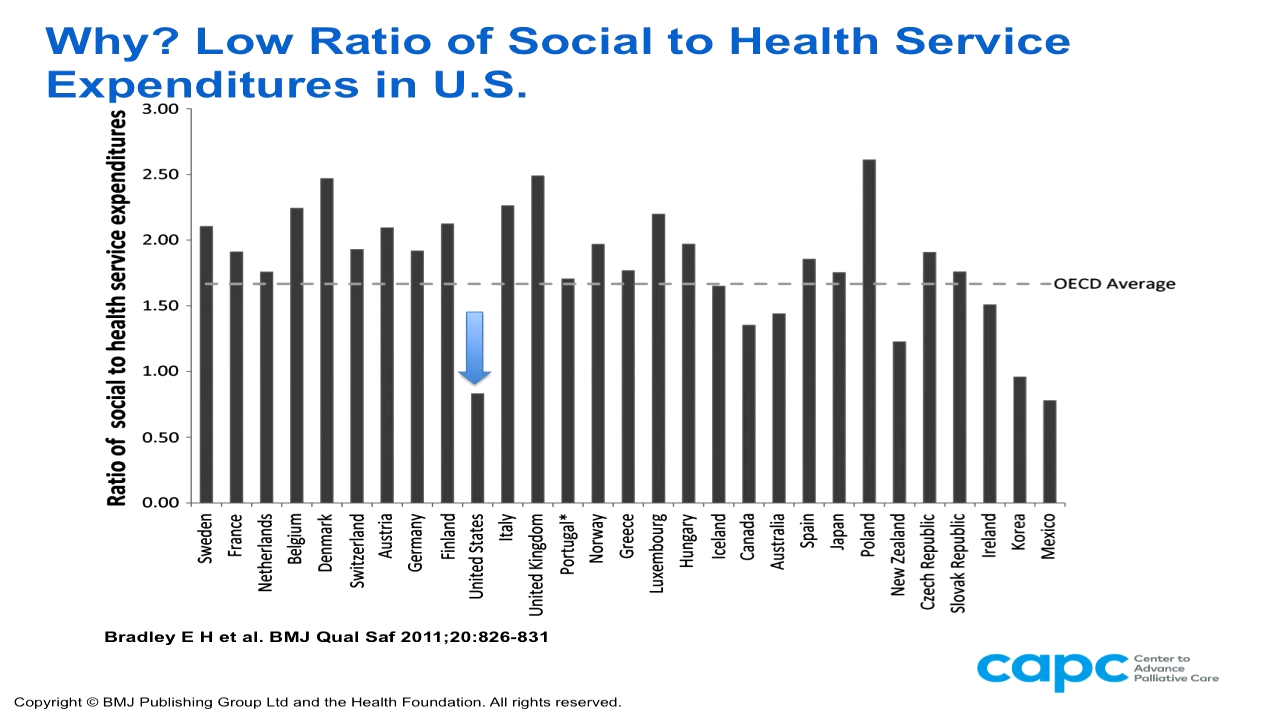 Why? Low Ratio of Social to Health Service
Expenditures in U.S.
Ratio of social to health service expenditures
3.00
2.50
2.00
1.50
1.00
0.50
0.00
OECD Average
Sweden
France
Netherlands
Belgium
Denmark
Switzerland
Austria
Germany
Finland
United States
Italy
United Kingdom
Portugal*
Norway
Greece
Luxembourg
Hungary
Iceland
Canada
Australia
Spain
Japan
Poland
New Zealand
Czech Republic
Slovak Republic
Ireland
Korea
Mexico
Bradley E H et al. BMJ Qual Saf 2011;20:826-831
capc
Center to
Advance
Palliative Care
Copyright © BMJ Publishing Group Ltd and the Health Foundation. All rights reserved.